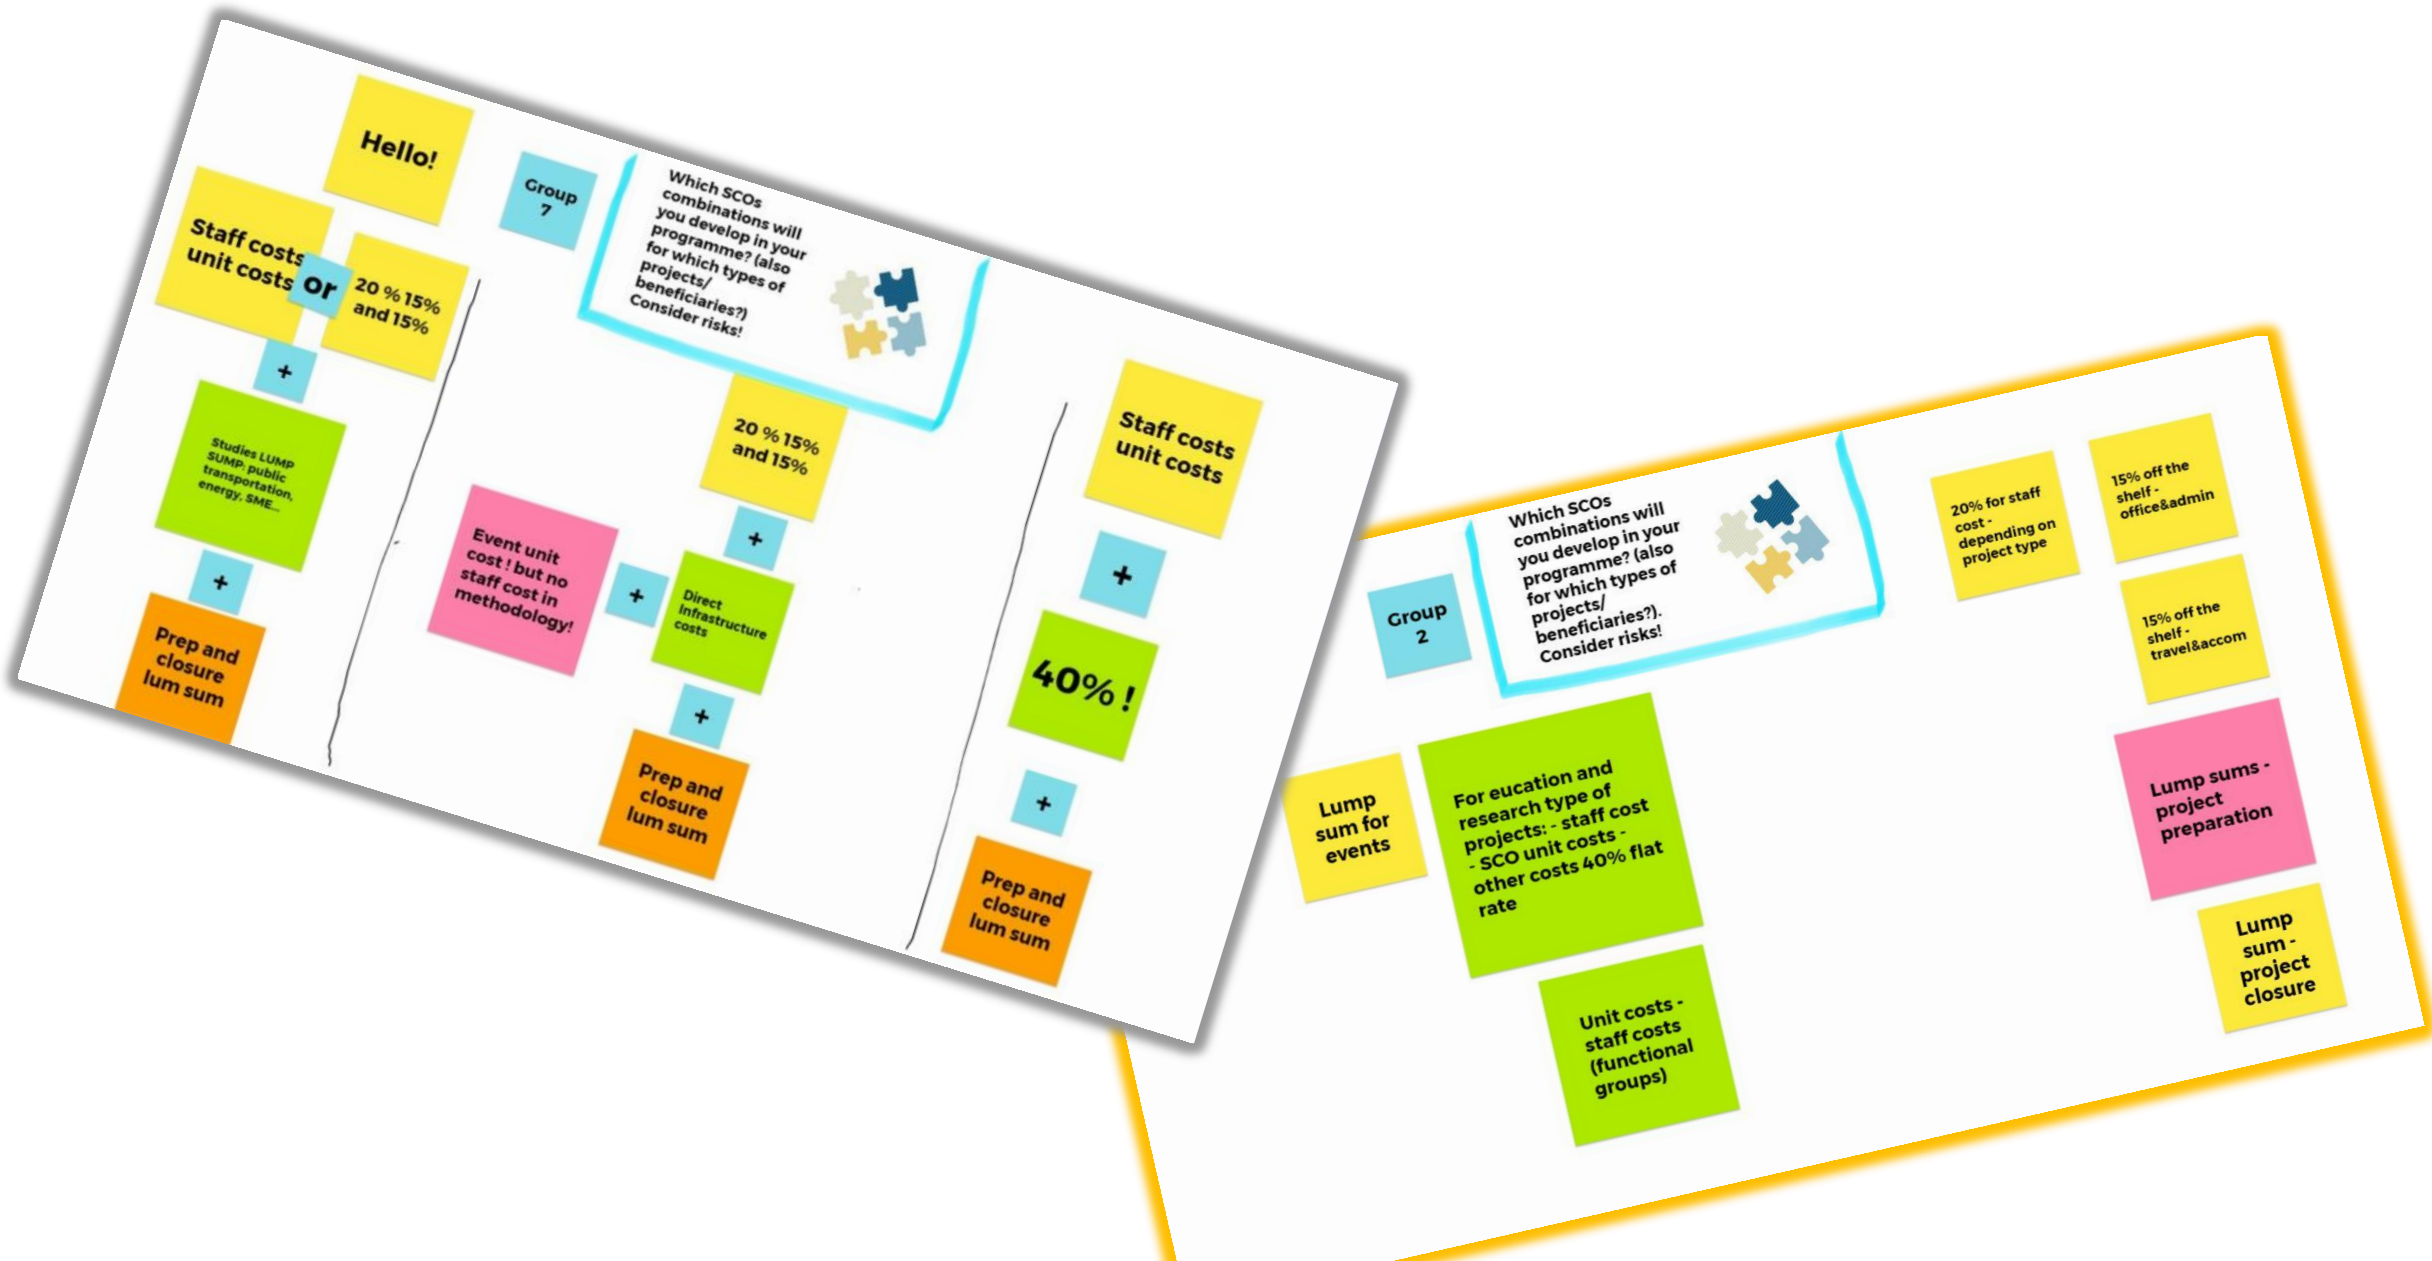 Hello!
Staff costs
unit costs
or
20 % 15%
and 15%
+
Studies LUMP
SUMP; public
transportation,
energy, SME...
+
Prep and
closure
lum sum
Group
7
Which SCOs
combinations will
you develop in your
programme? (also
for which types of
projects/
beneficiaries?)
Consider risks!
20 % 15%
and 15%
+
Event unit
cost ! but no
staff cost in
methodology!
+
Direct
Infrastructure
costs
+
Prep and
closure
lum sum
Staff costs
unit costs
+
40% !
+
Prep and
closure
lum sum
Group
2
Which SCOs
combinations will
you develop in your
programme? (also
for which types of
projects/
beneficiaries?).
Consider risks!
Lump
sum for
events
For eucation and
research type of
projects: - staff cost
- SCO unit costs -
other costs 40% flat
rate
Unit costs -
staff costs
(functional
groups)
20% for staff
cost -
depending on
project type
15% off the
shelf -
office&admin
15% off the
shelf -
travel&accom
Lump sums -
project
preparation
Lump
sum -
project
closure